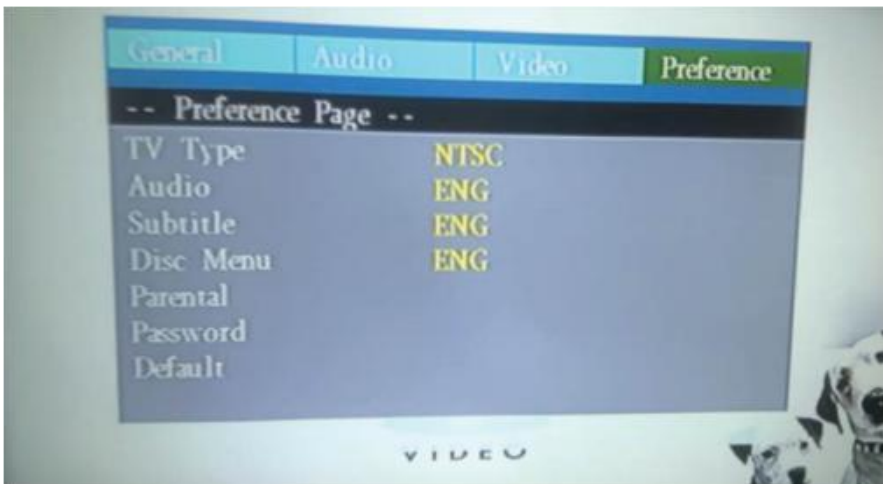 General Audio Video Preference
-- Preference Page --
TV Type NTSC
Audio ENG
Subtitle ENG
Disc Menu ENG
Parental
Password
Default
VIDEO